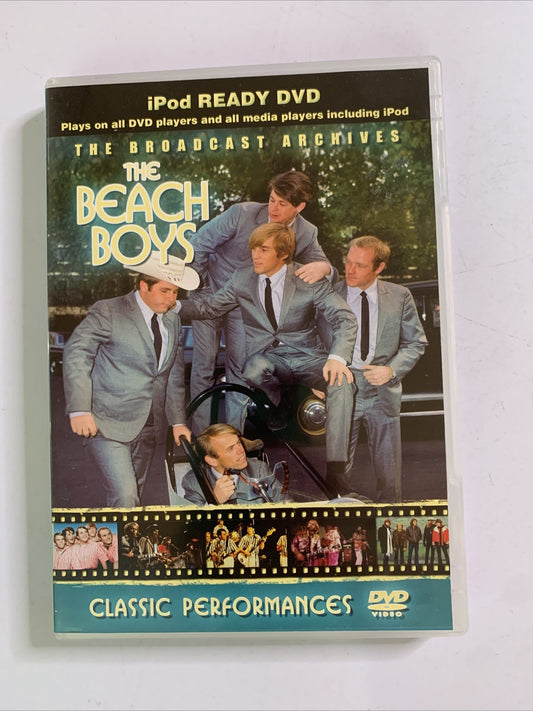 iPod READY DVD
Plays on all DVD players and all media players including iPod
THE BROADCAST ARCHIVES
THE
BEACH
BOYS
CLASSIC PERFORMANCES
DVD
VIDEO